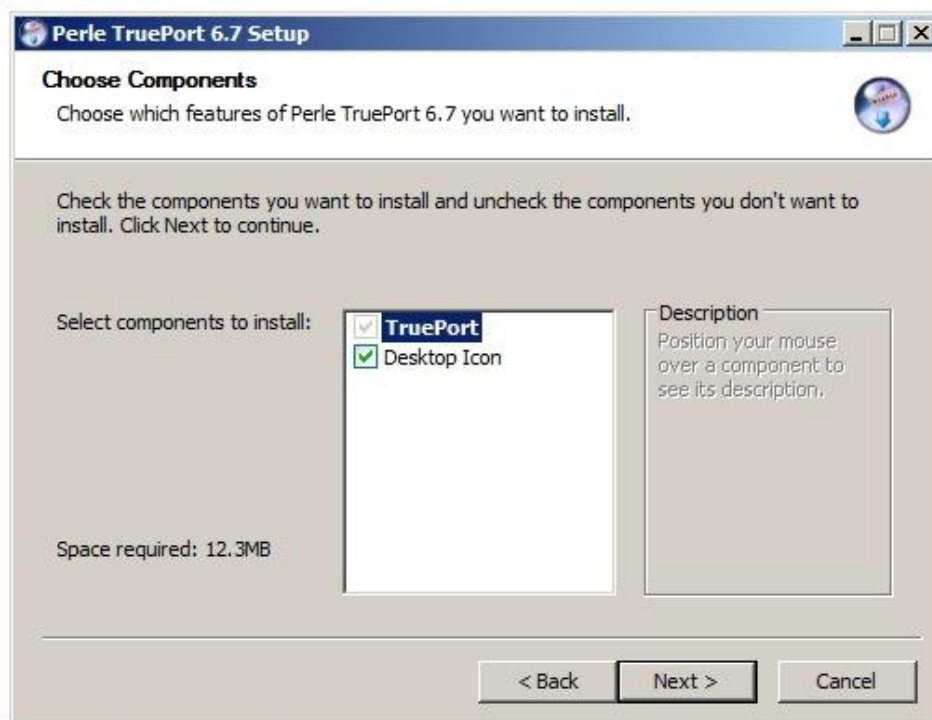 Perle TruePort 6.7 Setup
Choose Components
Choose which features of Perle TruePort 6.7 you want to install.
Check the components you want to install and uncheck the components you don't want to
install. Click Next to continue.
Select components to install:
TruePort
Desktop Icon
Description
Position your mouse
over a component to
see its description.
Space required: 12.3MB
< Back
Next >
Cancel